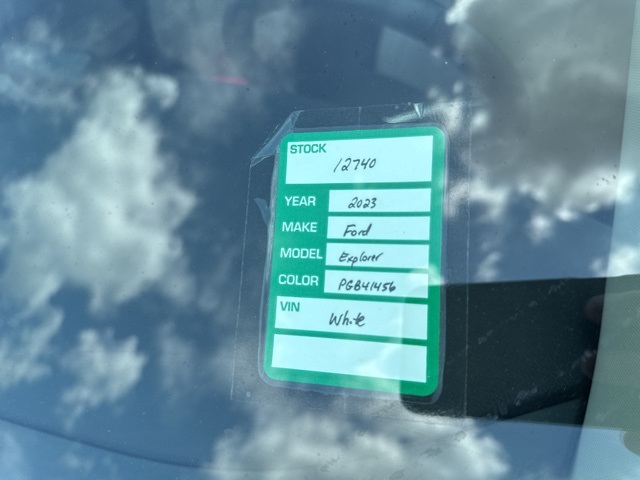 STOCK
12740
YEAR 2023
MAKE Ford
MODEL Explorer
COLOR PGB41456
VIN
White